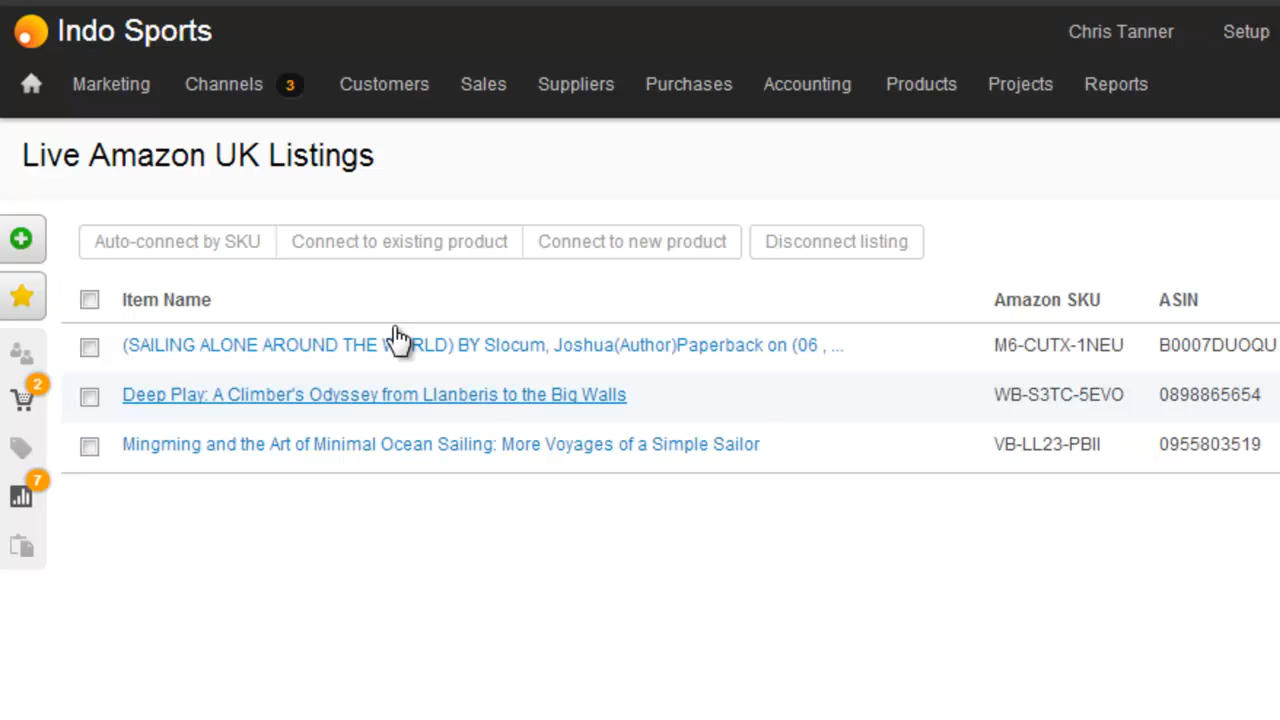 Indo Sports
Chris Tanner Setup
Marketing Channels 3 Customers Sales Suppliers Purchases Accounting Products Projects Reports
Live Amazon UK Listings
Auto-connect by SKU Connect to existing product Connect to new product Disconnect listing
Item Name Amazon SKU ASIN
(SAILING ALONE AROUND THE WORLD) BY Slocum, Joshua(Author)Paperback on (06 , ... M6-CUTX-1NEU B0007DUOQU
2
Deep Play: A Climber's Odyssey from Llanberis to the Big Walls WB-S3TC-5EVO 0898865654
Mingming and the Art of Minimal Ocean Sailing: More Voyages of a Simple Sailor VB-LL23-PBII 0955803519
7